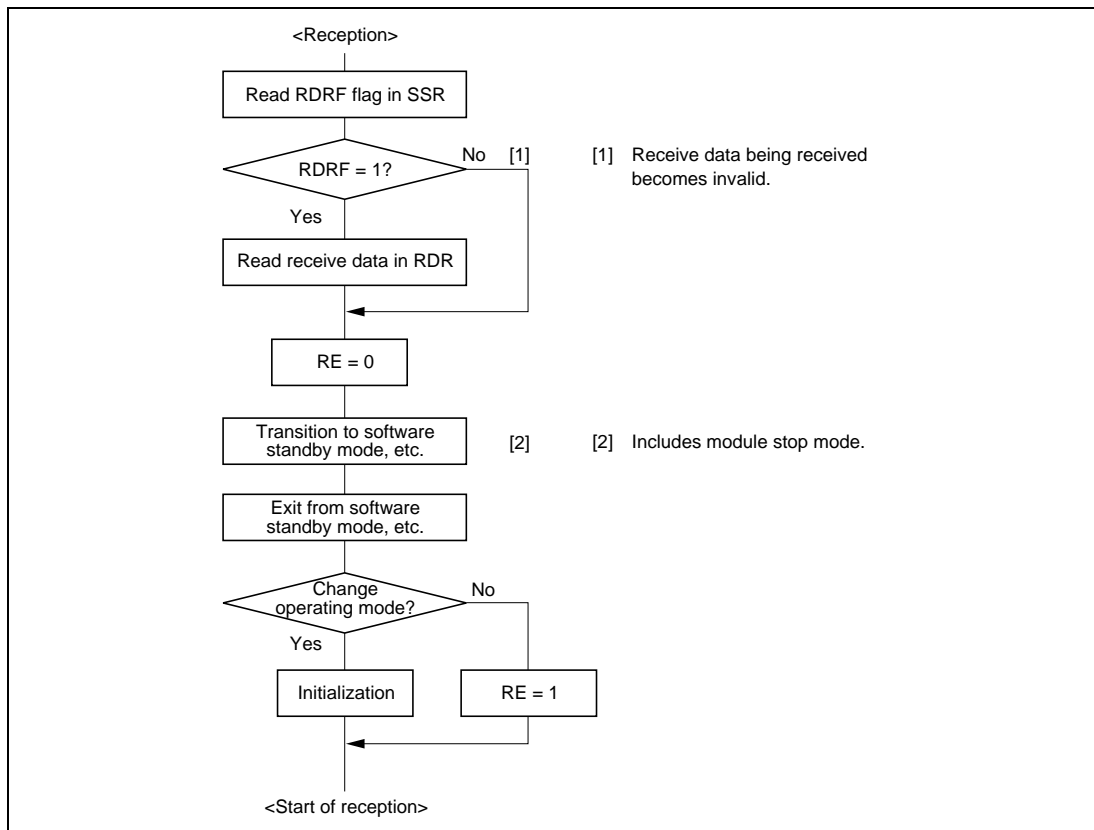 <Reception>
Read RDRF flag in SSR
No [1] [1] Receive data being received
becomes invalid.
RDRF = 1?
Yes
Read receive data in RDR
RE = 0
Transition to software
standby mode, etc.
[2] [2] Includes module stop mode.
Exit from software
standby mode, etc.
Change
operating mode?
No
Yes
Initialization
RE = 1
<Start of reception>